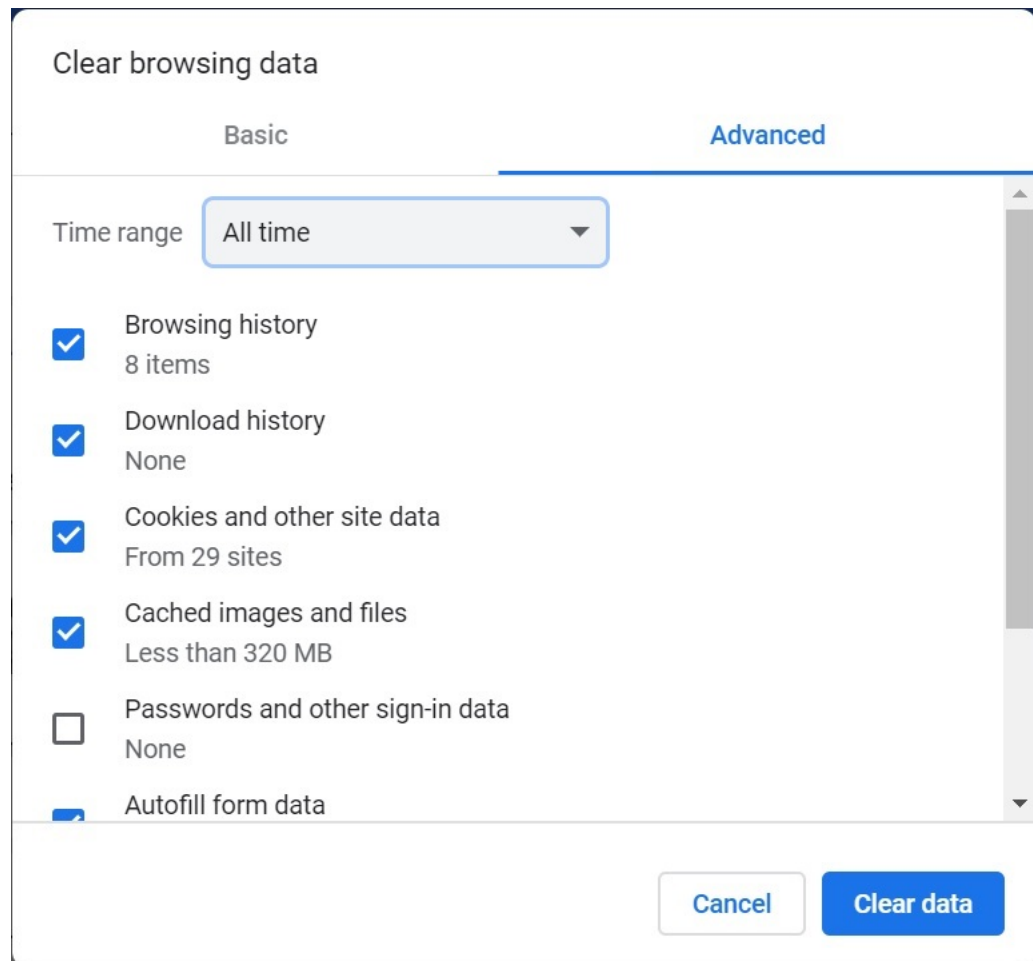 Clear browsing data
Basic
Advanced
Time range
All time
Browsing history
8 items
Download history
None
Cookies and other site data
From 29 sites
Cached images and files
Less than 320 MB
Passwords and other sign-in data
None
Autofill form data
Cancel
Clear data